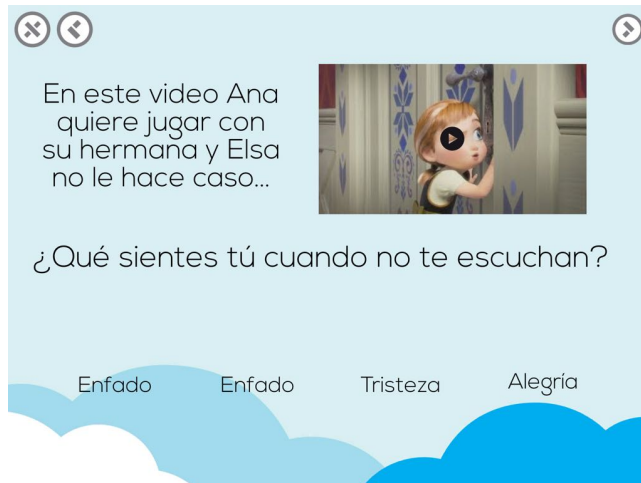 En este video Ana
quiere jugar con
su hermana y Elsa
no le hace caso...
¿Qué sientes tú cuando no te escuchan?
Enfado Enfado Tristeza Alegría